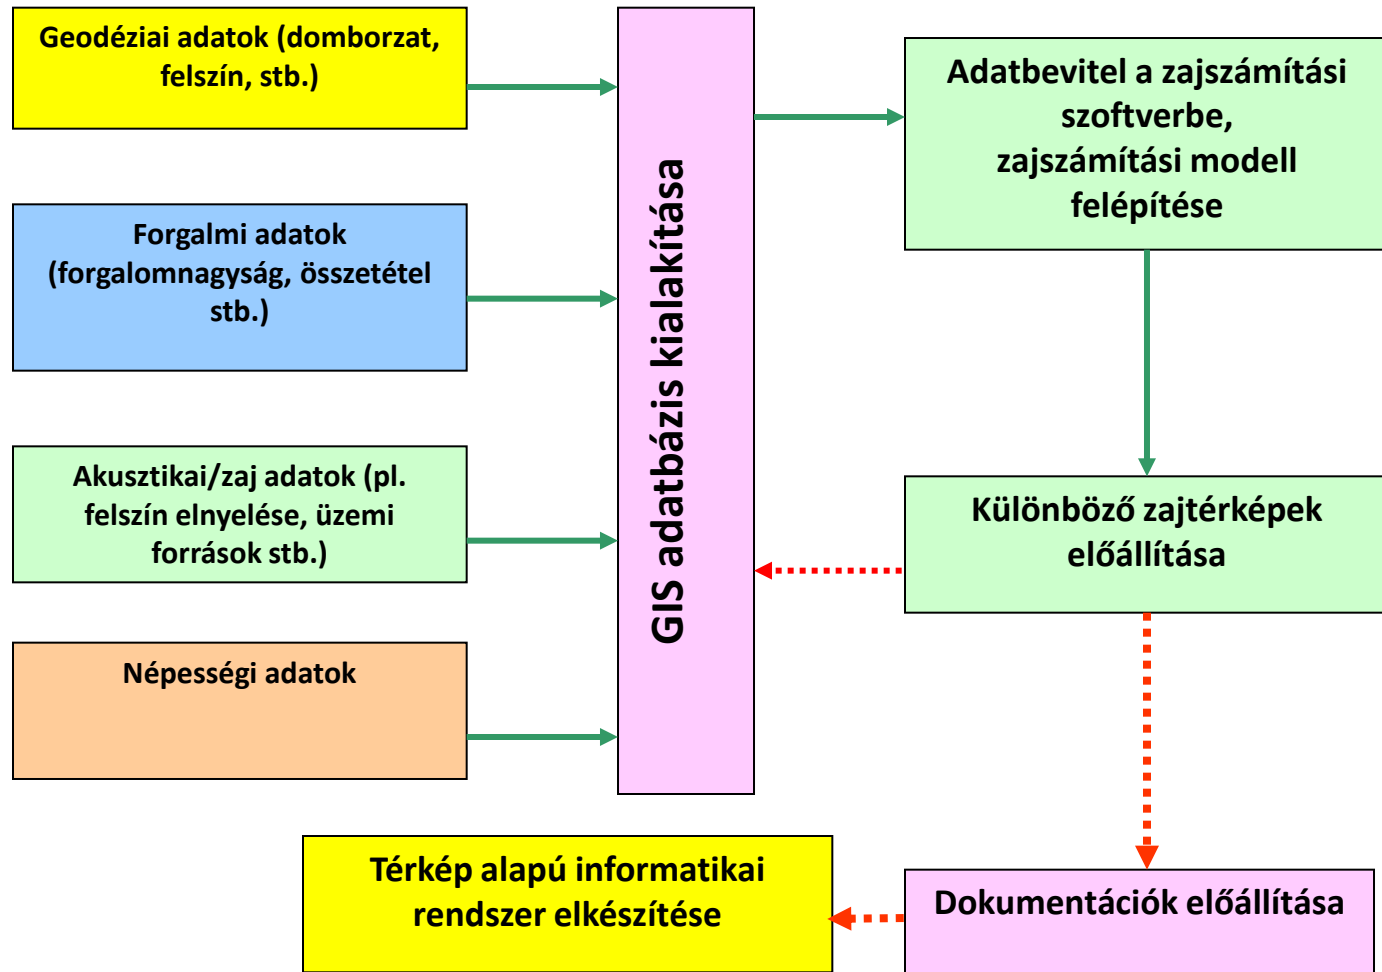 Geodéziai adatok (domborzat,
felszín, stb.)
Forgalmi adatok
(forgalomnagyság, összetétel
stb.)
Akusztikai/zaj adatok (pl.
felszín elnyelése, üzemi
források stb.)
Népességi adatok
GIS adatbázis kialakítása
Adatbevitel a zajszámítási
szoftverbe,
zajszámítási modell
felépítése
Különböző zajtérképek
előállítása
Dokumentációk előállítása
Térkép alapú informatikai
rendszer elkészítése